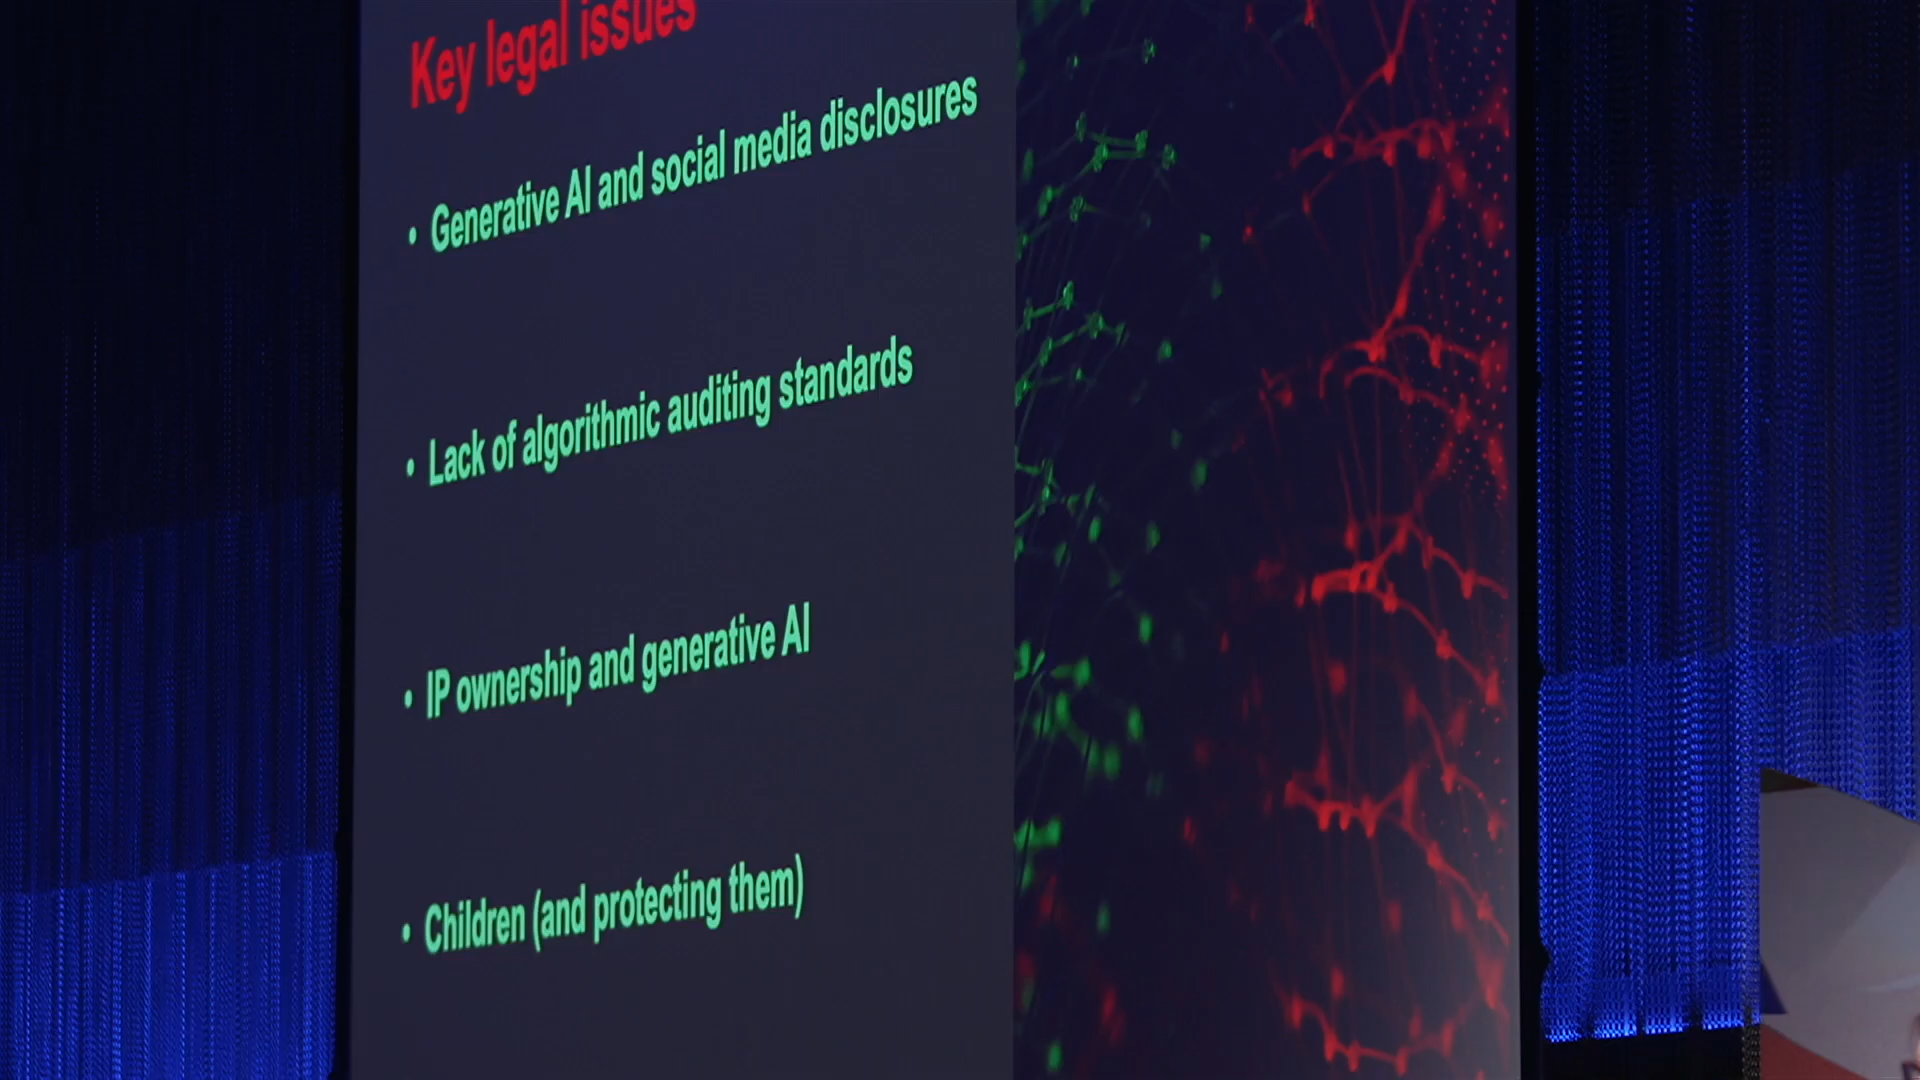 Key legal issues
• Generative AI and social media disclosures
• Lack of algorithmic auditing standards
• IP ownership and generative AI
• Children (and protecting them)